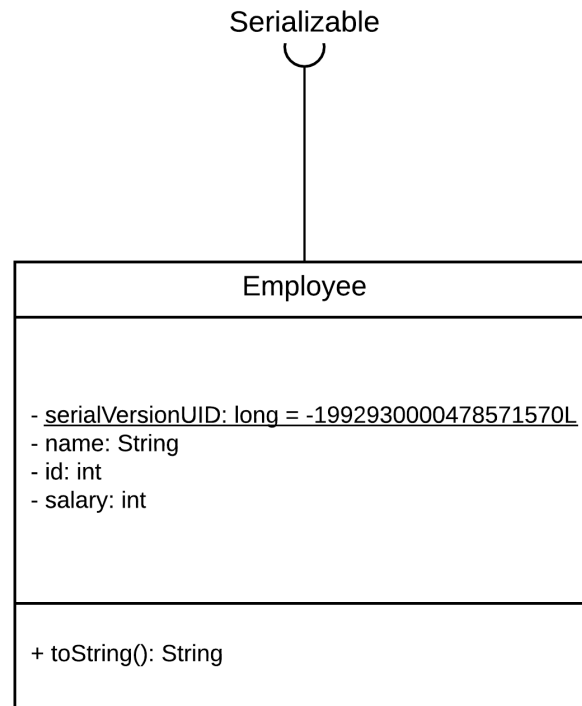 Serializable
Employee
- serialVersionUID: long = -1992930000478571570L
- name: String
- id: int
- salary: int
+ toString(): String